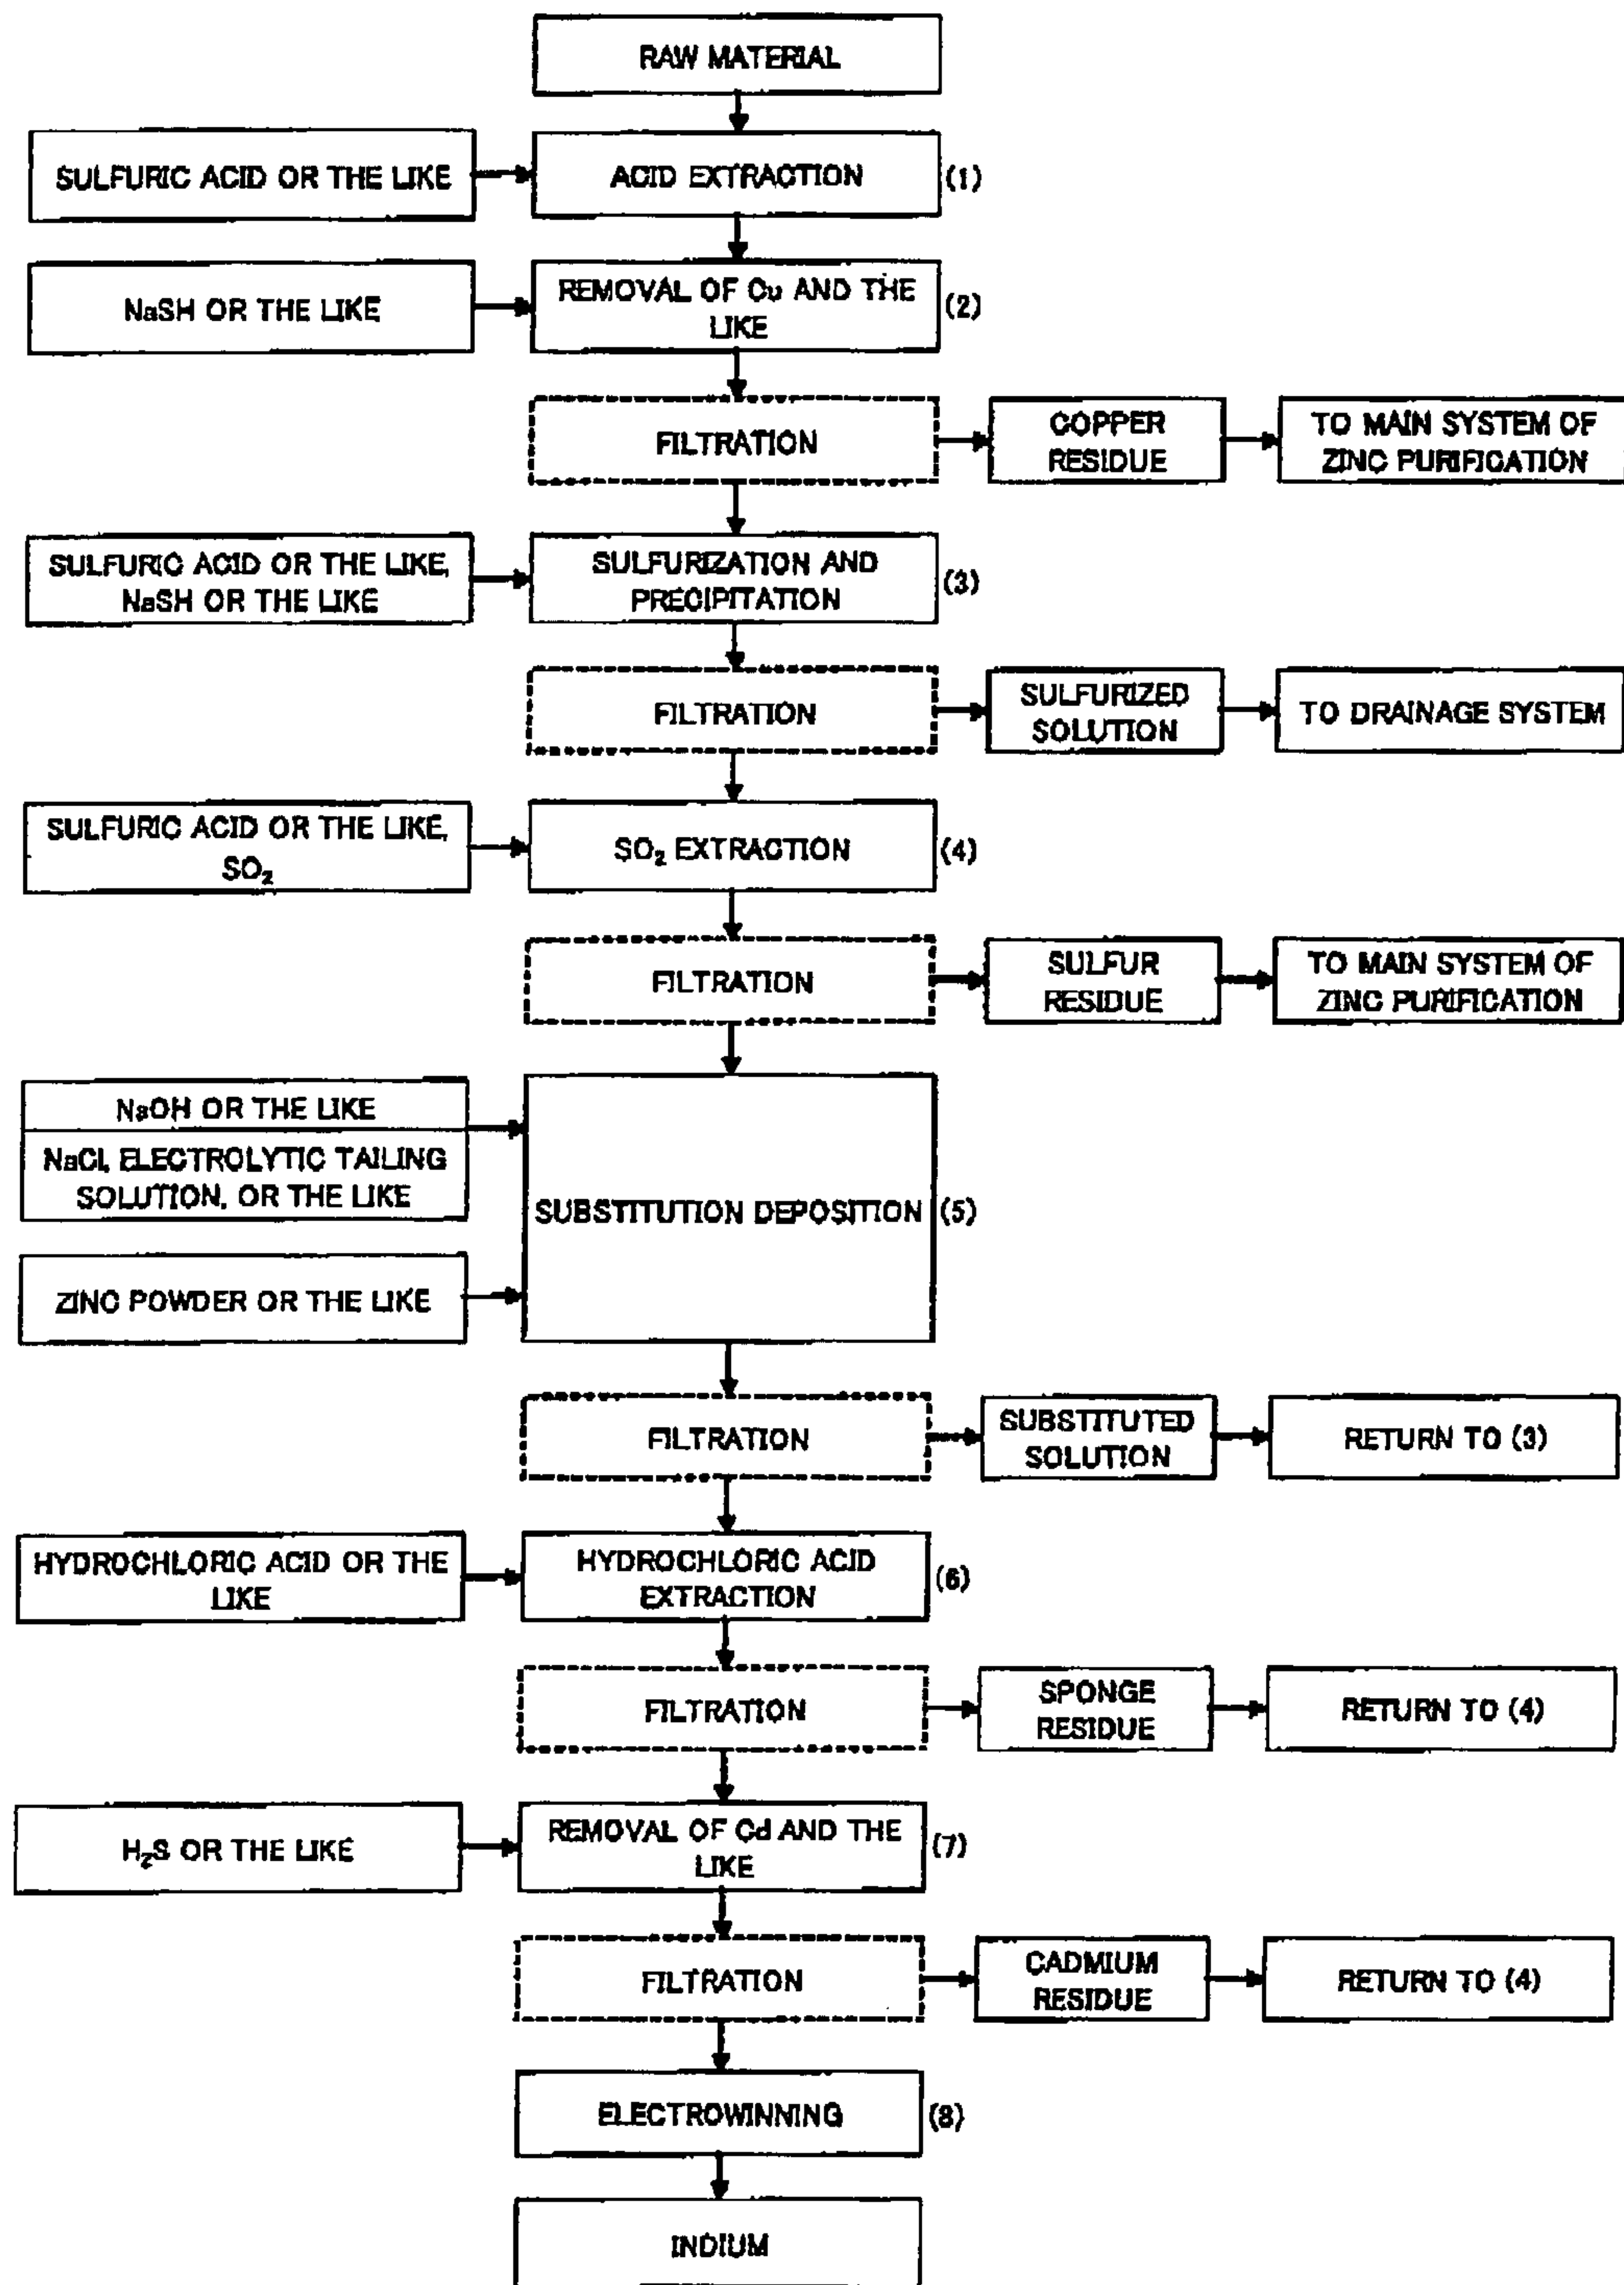 RAW MATERIAL
SULFURIC ACID OR THE LIKE
ACID EXTRACTION
(1)
NaSH OR THE LIKE
REMOVAL OF Cu AND THE
LIKE
(2)
FILTRATION
COPPER
RESIDUE
TO MAIN SYSTEM OF
ZINC PURIFICATION
SULFURIC ACID OR THE LIKE,
NaSH OR THE LIKE
SULFURIZATION AND
PRECIPITATION
(3)
FILTRATION
SULFURIZED
SOLUTION
TO DRAINAGE SYSTEM
SULFURIC ACID OR THE LIKE,
SO₂
SO₂ EXTRACTION
(4)
FILTRATION
SULFUR
RESIDUE
TO MAIN SYSTEM OF
ZINC PURIFICATION
NaOH OR THE LIKE
NaCl, ELECTROLYTIC TAILING
SOLUTION, OR THE LIKE
ZINC POWDER OR THE LIKE
SUBSTITUTION DEPOSITION
(5)
FILTRATION
SUBSTITUTED
SOLUTION
RETURN TO (3)
HYDROCHLORIC ACID OR THE
LIKE
HYDROCHLORIC ACID
EXTRACTION
(6)
FILTRATION
SPONGE
RESIDUE
RETURN TO (4)
H₂S OR THE LIKE
REMOVAL OF Cd AND THE
LIKE
(7)
FILTRATION
CADMIUM
RESIDUE
RETURN TO (4)
ELECTROWINNING
(8)
INDIUM